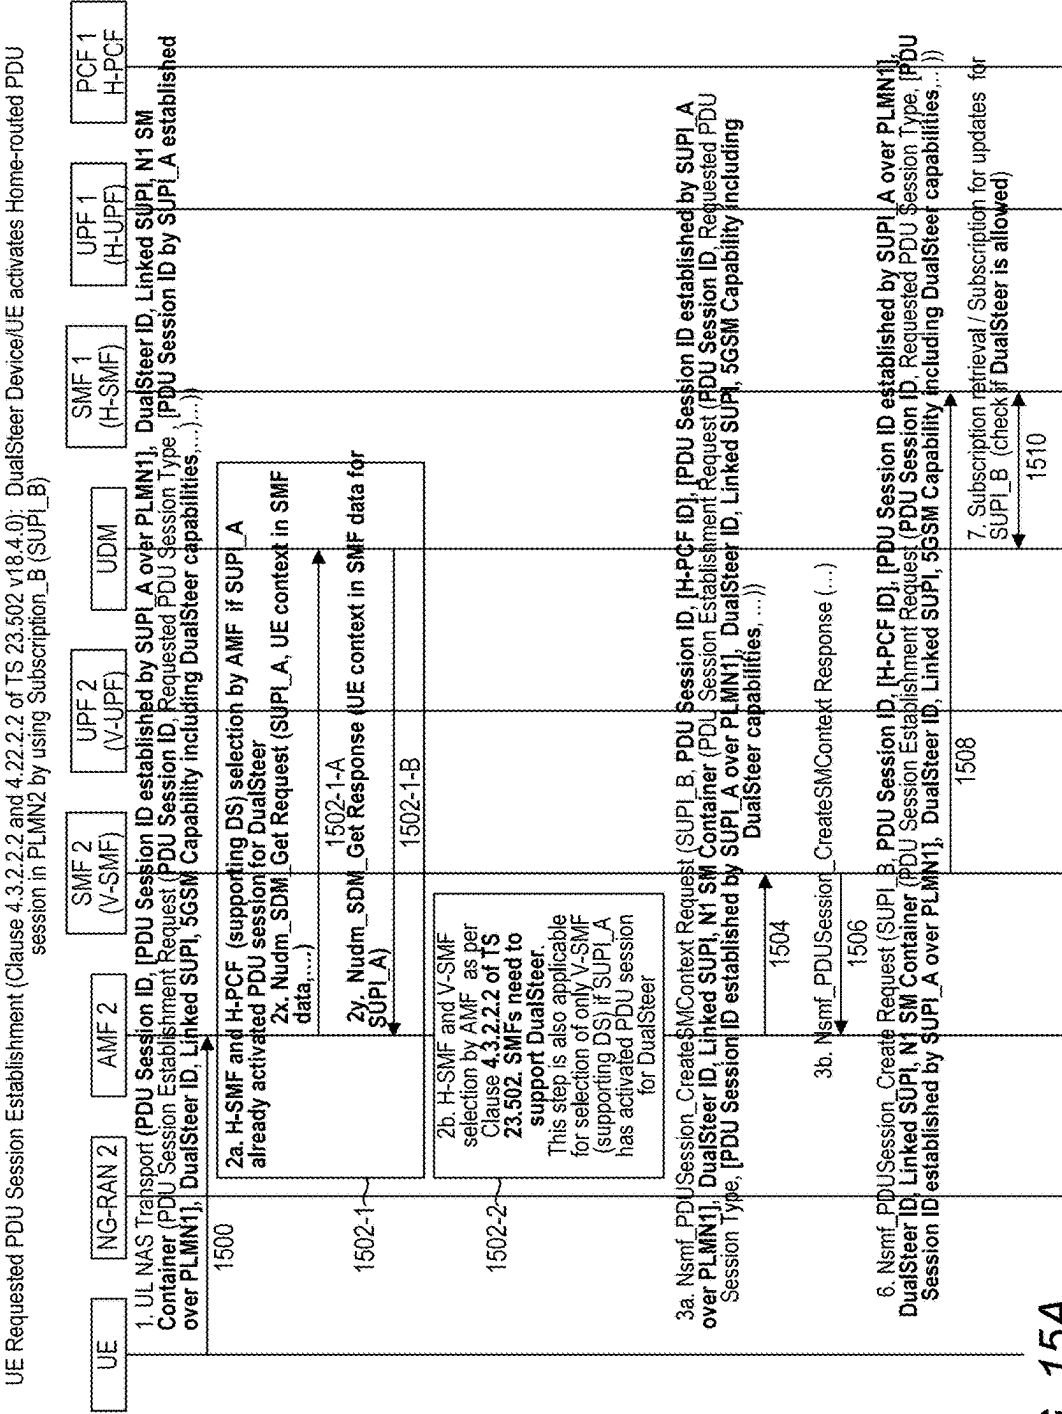 UE Requested PDU Session Establishment (Clause 4.3.2.2.2 and 4.22.2.2 of TS 23.502 v18.4.0): DualSteer Device/UE activates Home-routed PDU
session in PLMN2 by using Subscription_B (SUPI_B)
UE
NG-RAN 2
AMF 2
SMF 2
(V-SMF)
UPF 2
(V-UPF)
UDM
SMF 1
(H-SMF)
UPF 1
(H-UPF)
PCF 1
H-PCF
1. UL NAS Transport (PDU Session ID, [PDU Session ID established by SUPI_A over PLMN1], DualSteer ID, Linked SUPI, N1 SM
Container (PDU Session Establishment Request (PDU Session ID, Requested PDU Session Type , [PDU Session ID by SUPI_A established
over PLMN1], DualSteer ID, Linked SUPI, 5GSM Capability including DualSteer capabilities,...),...))
1500
2a. H-SMF and H-PCF (supporting DS) selection by AMF if SUPI_A
already activated PDU session for DualSteer
2x. Nudm_SDM_Get Request (SUPI_A, UE context in SMF
data,...)
1502-1-A
2y. Nudm_SDM_Get Response (UE context in SMF data for
SUPI_A)
1502-1-B
1502-1
2b. H-SMF and V-SMF
selection by AMF as per
Clause 4.3.2.2.2 of TS
23.502. SMFs need to
support DualSteer.
This step is also applicable
for selection of only V-SMF
(supporting DS) if SUPI_A
has activated PDU session
for DualSteer
1502-2
3a. Nsmf_PDUSession_CreateSMContext Request (SUPI_B, PDU Session ID, [H-PCF ID], [PDU Session ID established by SUPI_A
over PLMN1], DualSteer ID, Linked SUPI, N1 SM Container (PDU Session Establishment Request (PDU Session ID, Requested PDU
Session Type, [PDU Session ID established by SUPI_A over PLMN1], DualSteer ID, Linked SUPI, 5GSM Capability including
DualSteer capabilities, ...))
1504
3b. Nsmf_PDUSession_CreateSMContext Response (...)
1506
6. Nsmf_PDUSession_Create Request (SUPI_B, PDU Session ID, [H-PCF ID], [PDU Session ID established by SUPI_A over PLMN1],
DualSteer ID, Linked SUPI, N1 SM Container (PDU Session Establishment Request (PDU Session ID, Requested PDU Session Type, [PDU
Session ID established by SUPI_A over PLMN1], DualSteer ID, Linked SUPI, 5GSM Capability including DualSteer capabilities,.. ))
1508
7. Subscription retrieval / Subscription for updates for
SUPI_B (check if DualSteer is allowed)
1510
15A